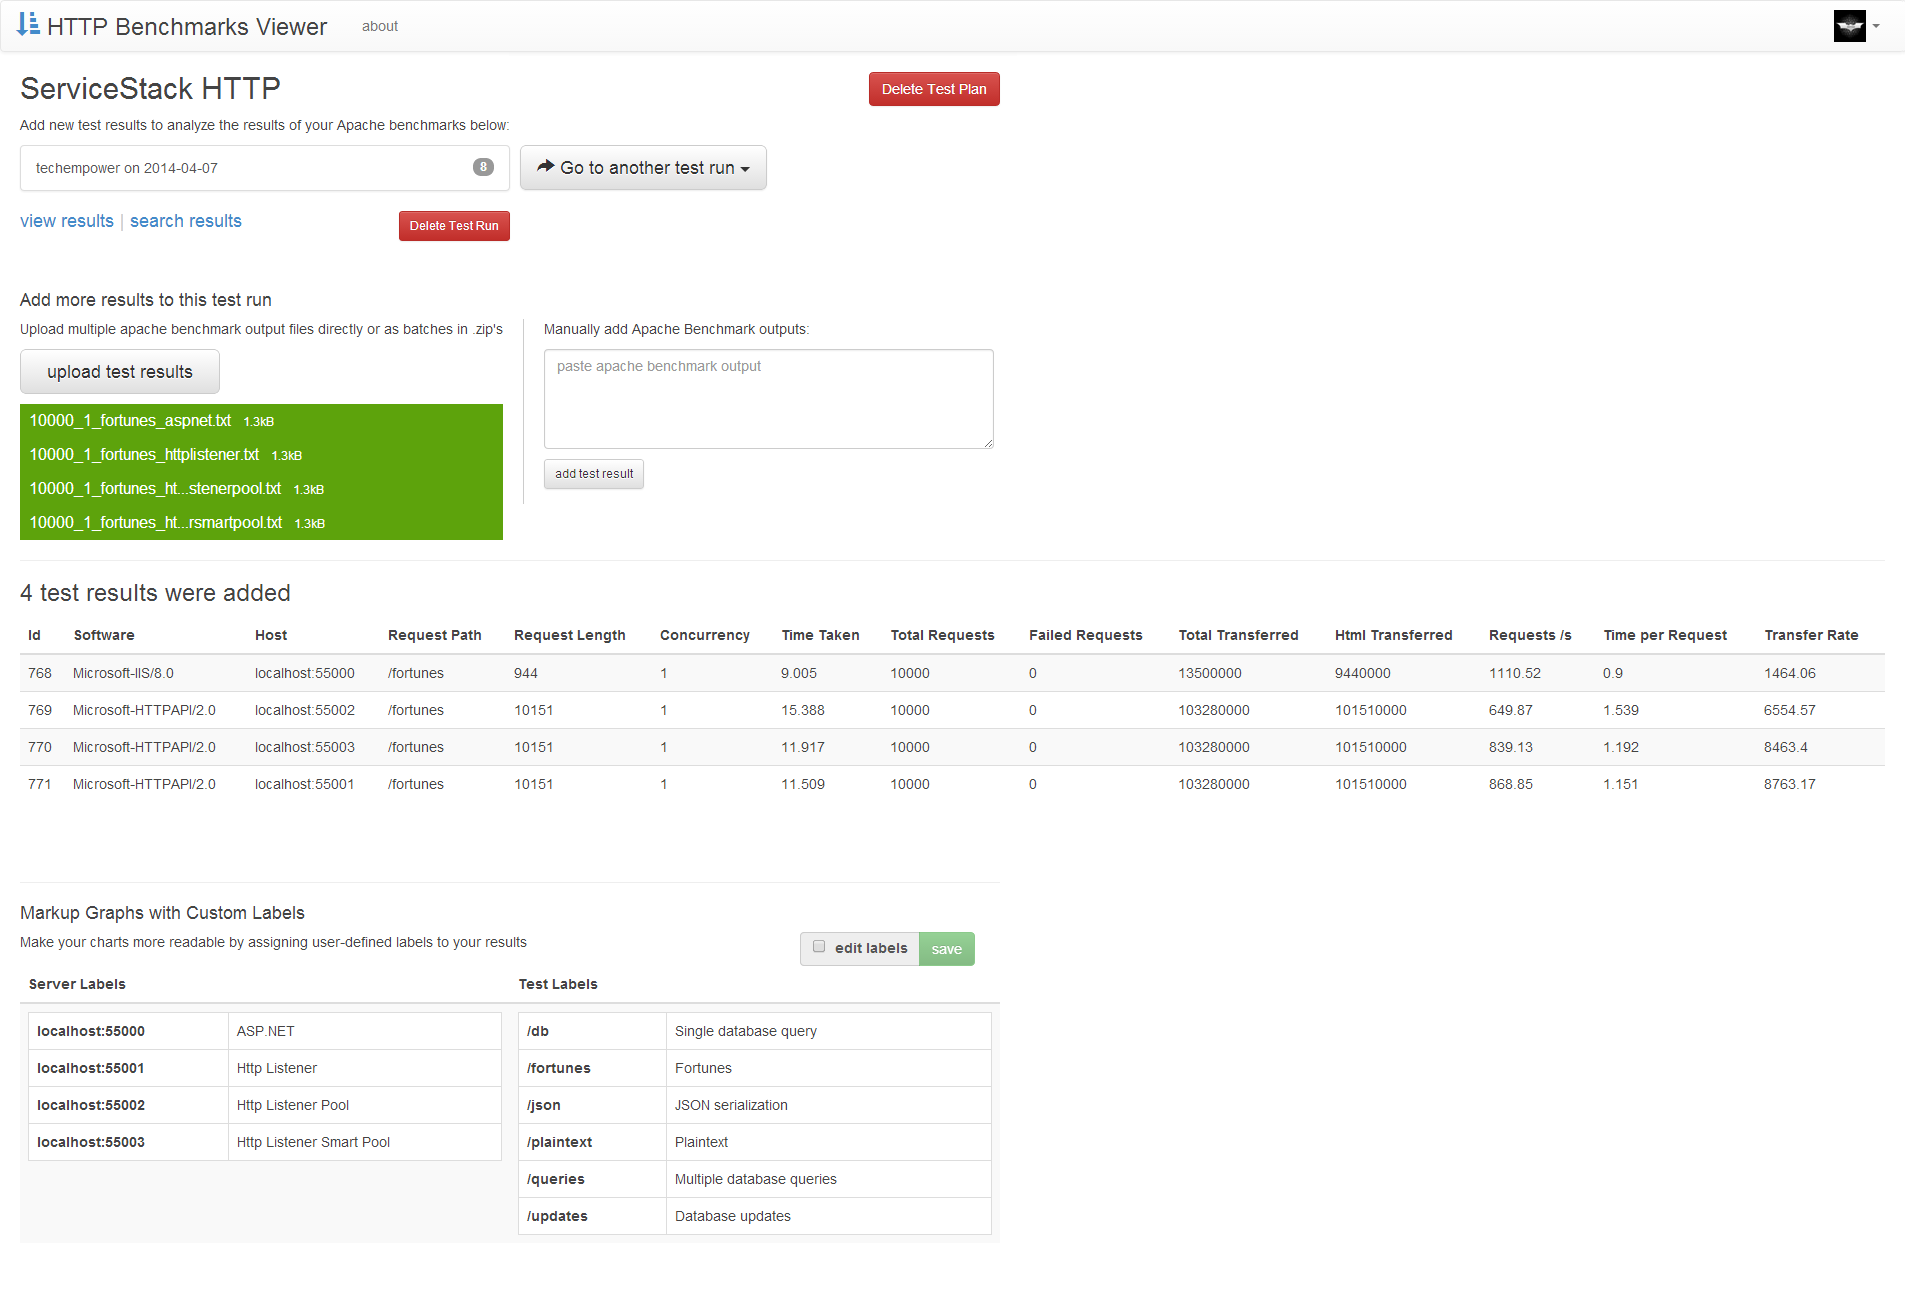 HTTP Benchmarks Viewer about
ServiceStack HTTP
Delete Test Plan
Add new test results to analyze the results of your Apache benchmarks below:
techempower on 2014-04-07 8
Go to another test run
view results | search results
Delete Test Run
Add more results to this test run
Upload multiple apache benchmark output files directly or as batches in .zip's
upload test results
10000_1_fortunes_aspnet.txt 1.3kB
10000_1_fortunes_httplistener.txt 1.3kB
10000_1_fortunes_ht...stenerpool.txt 1.3kB
10000_1_fortunes_ht...rsmartpool.txt 1.3kB
Manually add Apache Benchmark outputs:
paste apache benchmark output
add test result
4 test results were added
Id Software Host Request Path Request Length Concurrency Time Taken Total Requests Failed Requests Total Transferred Html Transferred Requests /s Time per Request Transfer Rate
768 Microsoft-IIS/8.0 localhost:55000 /fortunes 944 1 9.005 10000 0 13500000 9440000 1110.52 0.9 1464.06
769 Microsoft-HTTPAPI/2.0 localhost:55002 /fortunes 10151 1 15.388 10000 0 103280000 101510000 649.87 1.539 6554.57
770 Microsoft-HTTPAPI/2.0 localhost:55003 /fortunes 10151 1 11.917 10000 0 103280000 101510000 839.13 1.192 8463.4
771 Microsoft-HTTPAPI/2.0 localhost:55001 /fortunes 10151 1 11.509 10000 0 103280000 101510000 868.85 1.151 8763.17
Markup Graphs with Custom Labels
Make your charts more readable by assigning user-defined labels to your results
edit labels save
Server Labels
localhost:55000 ASP.NET
localhost:55001 Http Listener
localhost:55002 Http Listener Pool
localhost:55003 Http Listener Smart Pool
Test Labels
/db Single database query
/fortunes Fortunes
/json JSON serialization
/plaintext Plaintext
/queries Multiple database queries
/updates Database updates